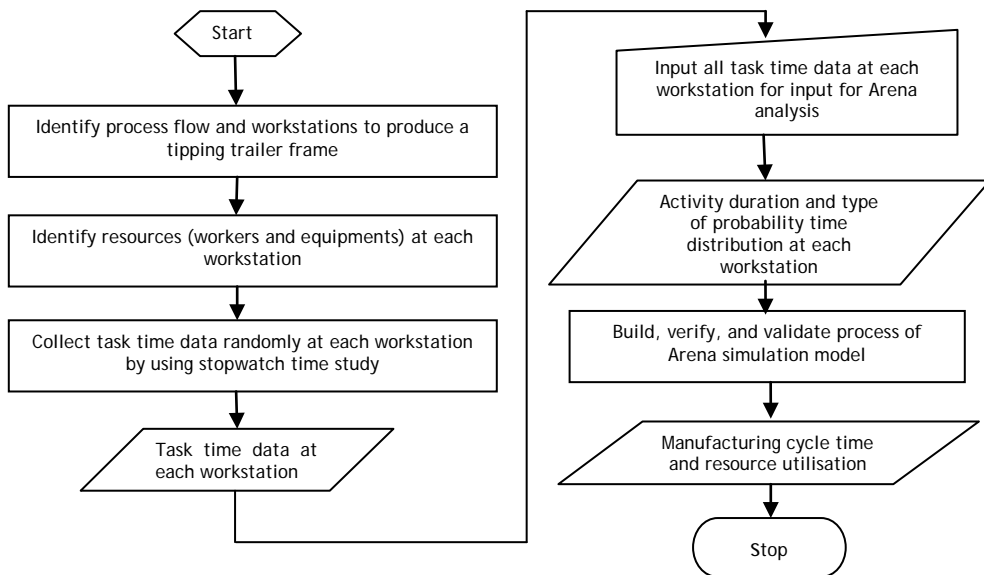 Start
Identify process flow and workstations to produce a
tipping trailer frame
Identify resources (workers and equipments) at each
workstation
Collect task time data randomly at each workstation
by using stopwatch time study
Task time data at
each workstation
Input all task time data at each
workstation for input for Arena
analysis
Activity duration and type
of probability time
distribution at each
workstation
Build, verify, and validate process of
Arena simulation model
Manufacturing cycle time
and resource utilisation
Stop